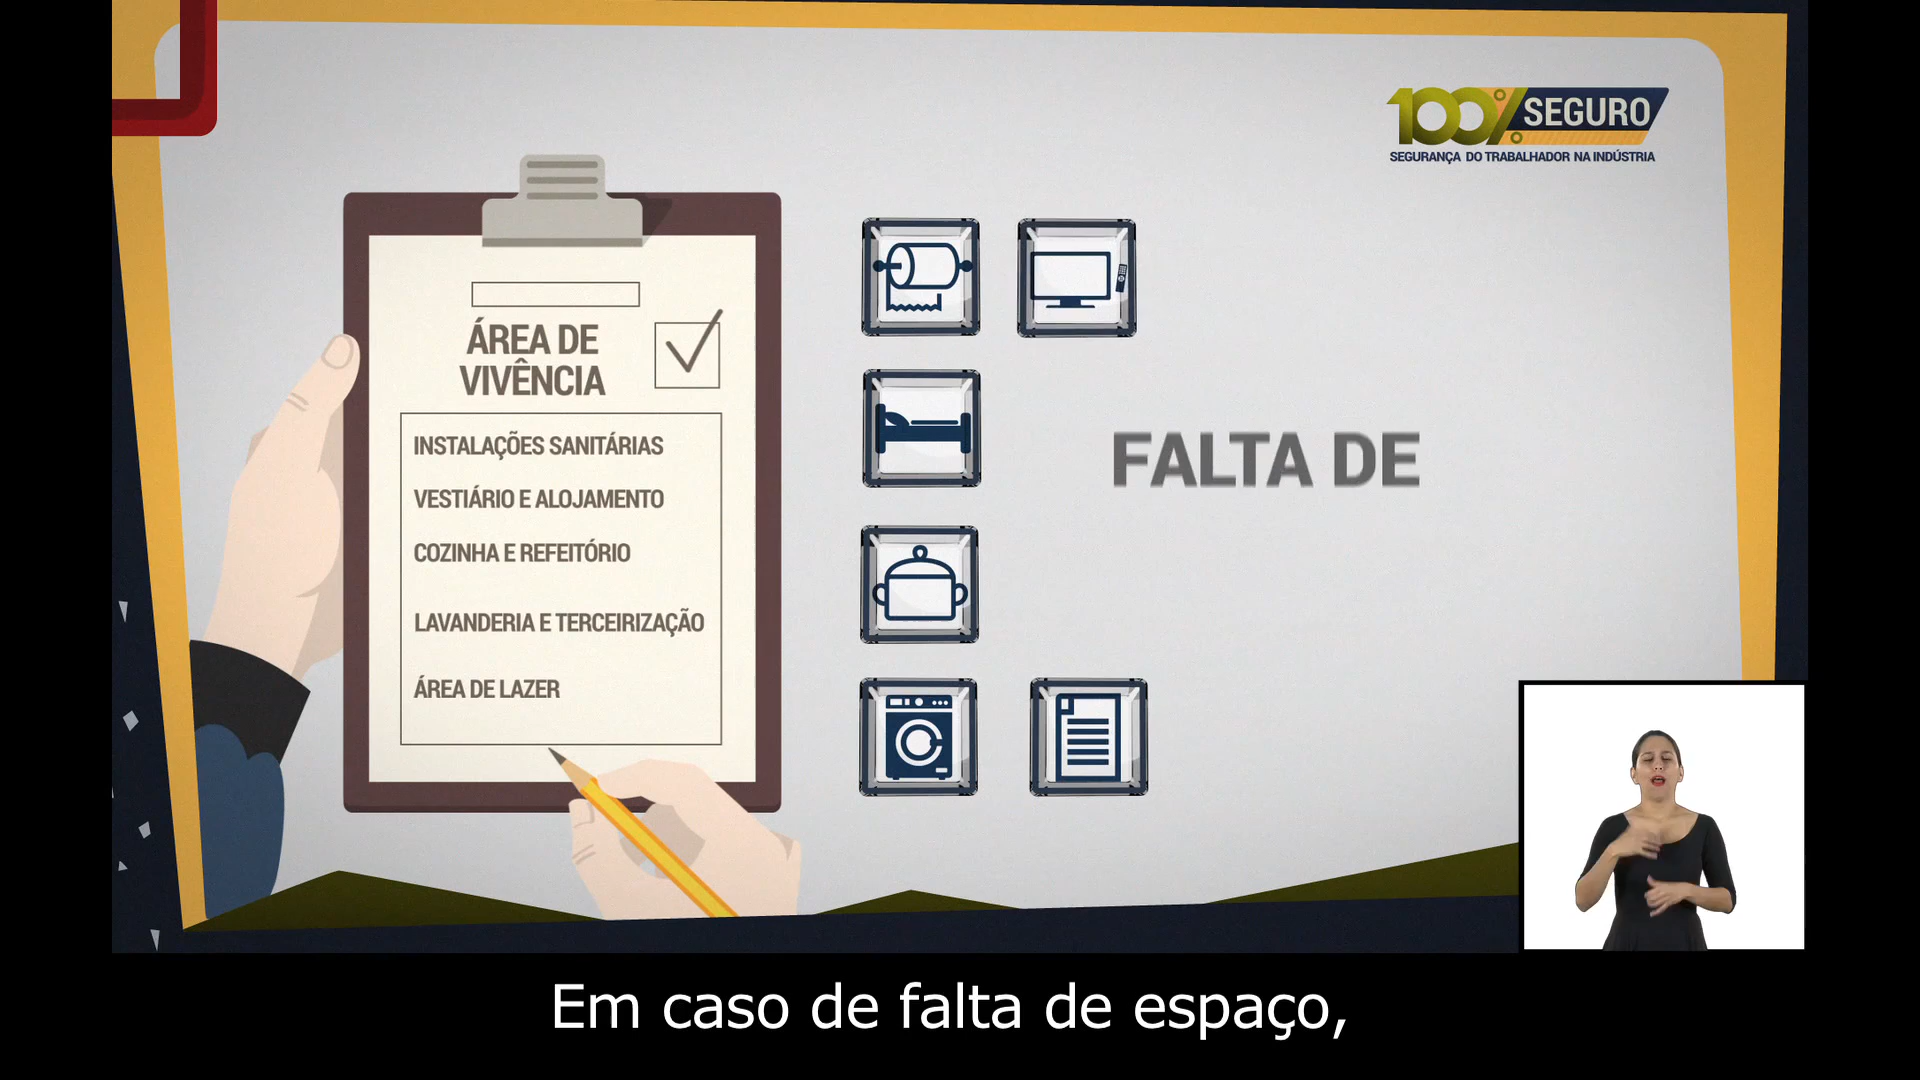 100% SEGURO
SEGURANÇA DO TRABALHADOR NA INDÚSTRIA
ÁREA DE
VIVÊNCIA
INSTALAÇÕES SANITÁRIAS
VESTIÁRIO E ALOJAMENTO
COZINHA E REFEITÓRIO
LAVANDERIA E TERCEIRIZAÇÃO
ÁREA DE LAZER
FALTA DE
Em caso de falta de espaço,